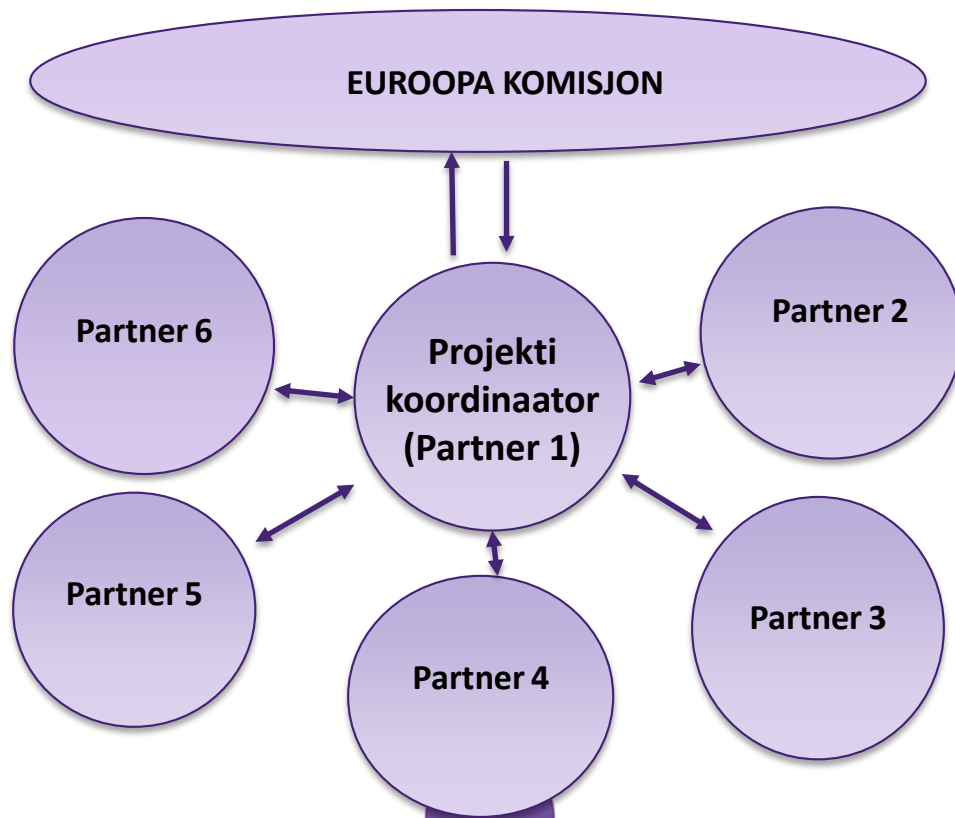 EUROOPA KOMISJON
Partner 6
Partner 2
Projekti
koordinaator
(Partner 1)
Partner 5
Partner 3
Partner 4